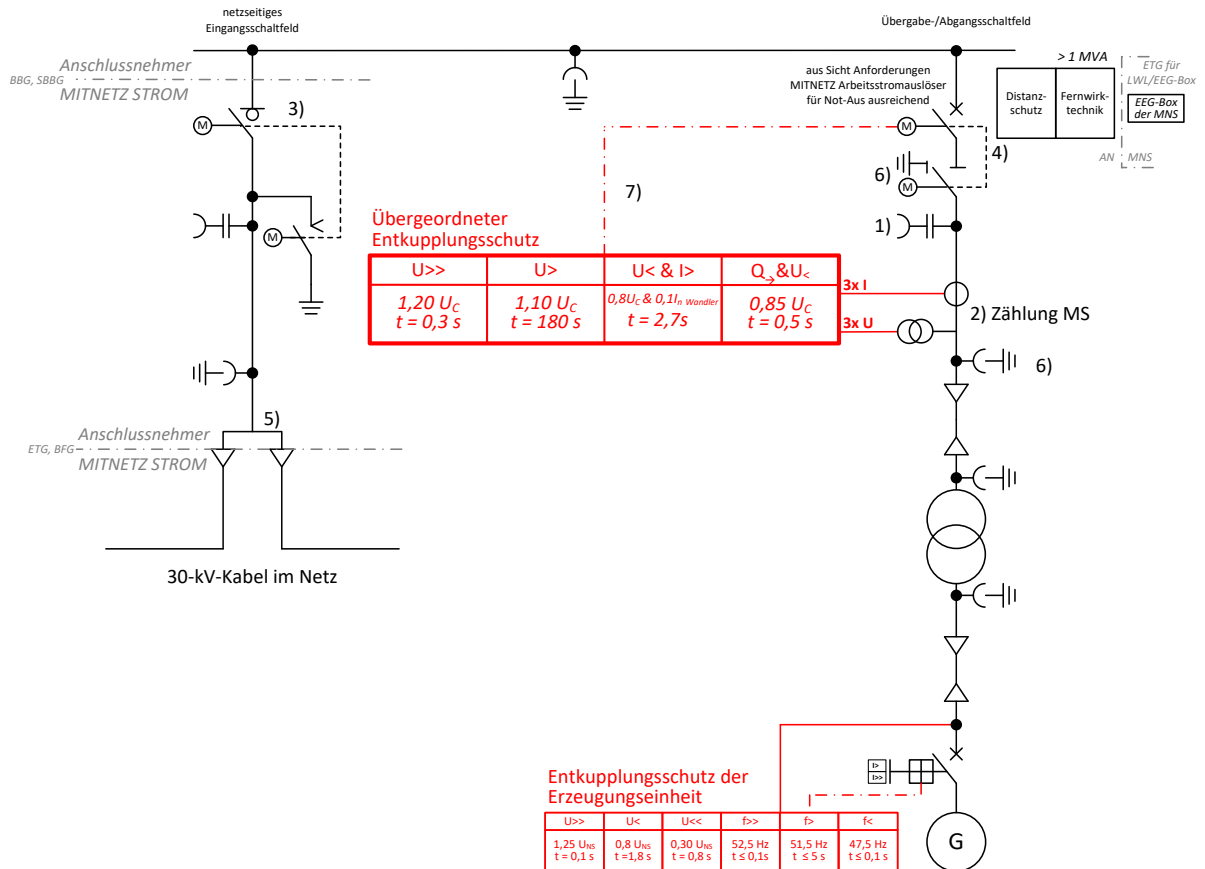 netzseitiges
Eingangsschaltfeld
Übergabe-/Abgangsschaltfeld
Anschlussnehmer
BBG, SBBG
MITNETZ STROM
3)
M
M
aus Sicht Anforderungen
MITNETZ Arbeitsstromauslöser
für Not-Aus ausreichend
> 1 MVA
Distanz-
schutz
Fernwirk-
technik
ETG für
LWL/EEG-Box
EEG-Box
der MNS
AN
MNS
M
4)
6)
M
7)
1)
Übergeordneter
Entkupplungsschutz
U>> U> U< & I> Q→&U<
1,20 UC 1,10 UC 0,8UC & 0,1In Wandler 0,85 UC
t = 0,3 s t = 180 s t = 2,7s t = 0,5 s
3x I
3x U
2) Zählung MS
6)
5)
Anschlussnehmer
ETG, BFG
MITNETZ STROM
30-kV-Kabel im Netz
I>
I>>
Entkupplungsschutz der
Erzeugungseinheit
U>> U< U<< f>> f> f<
1,25 UNS 0,8 UNS 0,30 UNS 52,5 Hz 51,5 Hz 47,5 Hz
t = 0,1 s t =1,8 s t = 0,8 s t ≤ 0,1s t ≤ 5 s t ≤ 0,1 s
G